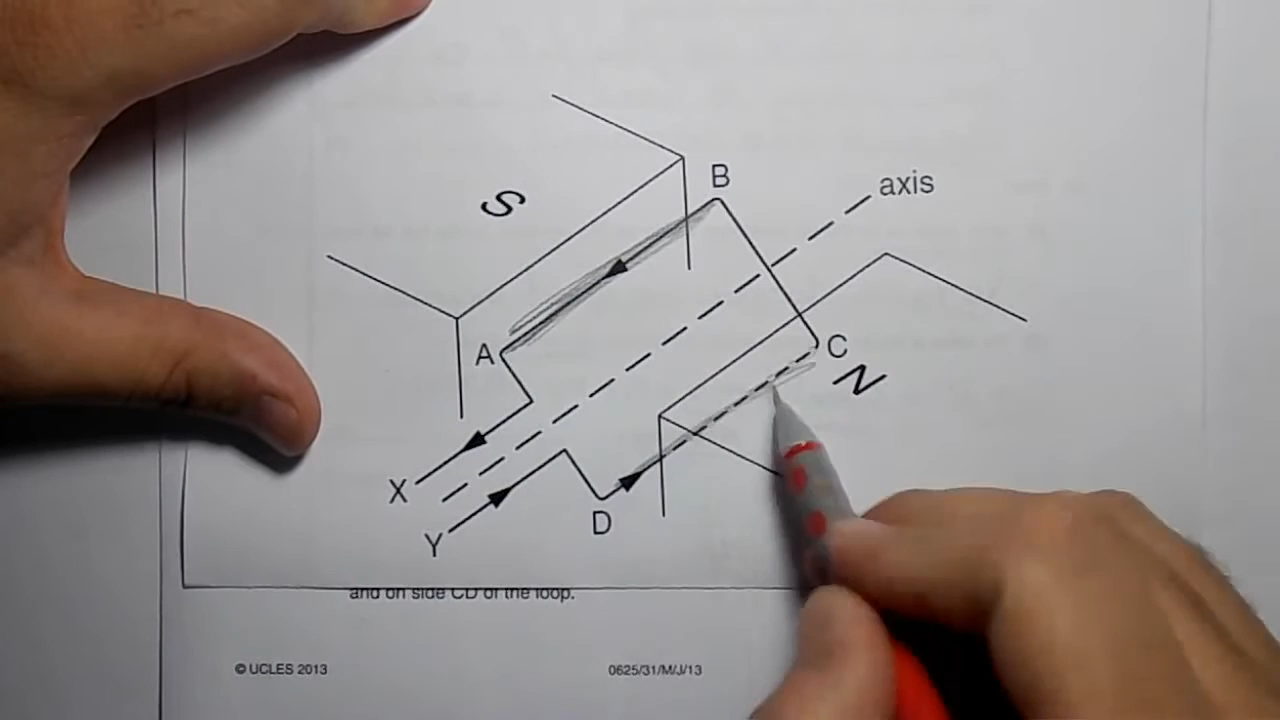 B
axis
S
A
C
N
X
D
Y
and on side CD of the loop.
© UCLES 2013
0625/31/M/J/13